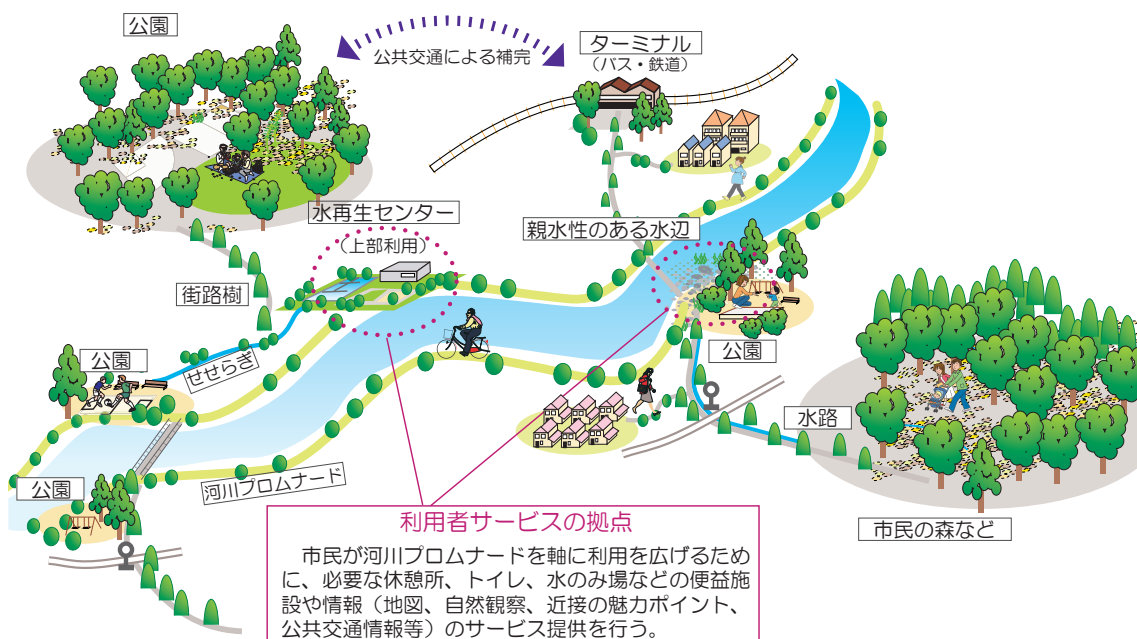 公園
公共交通による補完
ターミナル
（バス・鉄道）
水再生センター
（上部利用）
親水性のある水辺
街路樹
公園
せせらぎ
公園
水路
公園
河川プロムナード
市民の森など
利用者サービスの拠点
市民が河川プロムナードを軸に利用を広げるため
に、必要な休憩所、トイレ、水のみ場などの便益施
設や情報（地図、自然観察、近接の魅力ポイント、
公共交通情報等）のサービス提供を行う。